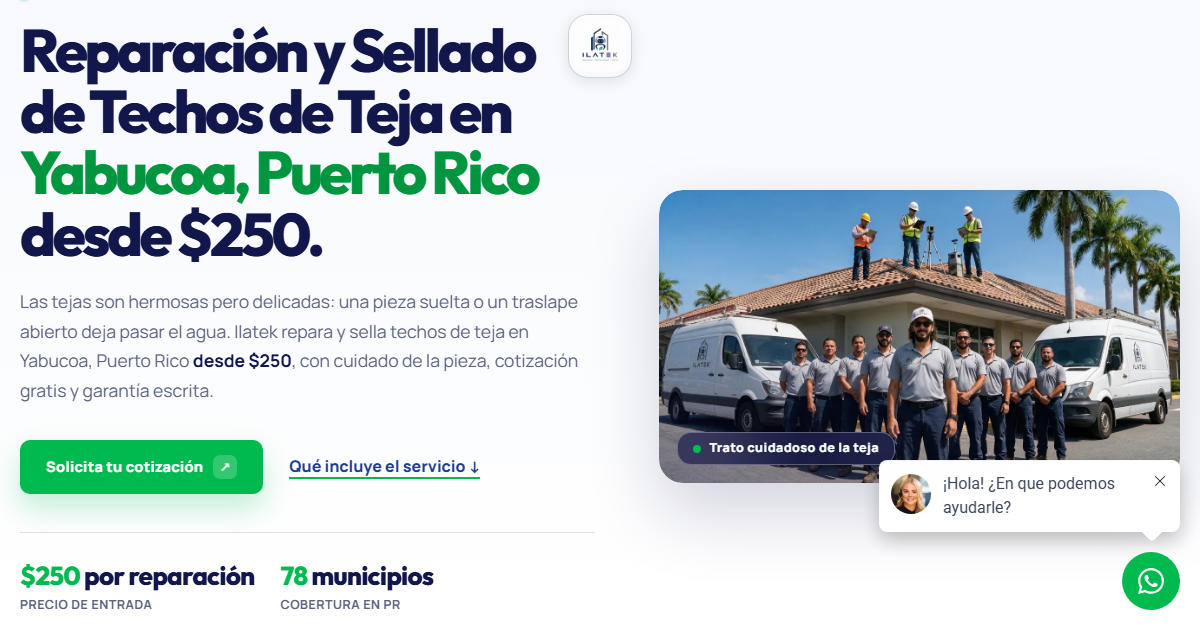 Reparación y Sellado
de Techos de Teja en
Yabucoa, Puerto Rico
desde $250.
ILATEK
Las tejas son hermosas pero delicadas: una pieza suelta o un traslape
abierto deja pasar el agua. Ilatek repara y sella techos de teja en
Yabucoa, Puerto Rico desde $250, con cuidado de la pieza, cotización
gratis y garantía escrita.
Solicita tu cotización ↗
Qué incluye el servicio ↓
$250 por reparación
PRECIO DE ENTRADA
78 municipios
COBERTURA EN PR
ILATEK
ILATEK
Trato cuidadoso de la teja
¡Hola! ¿En que podemos
ayudarle?